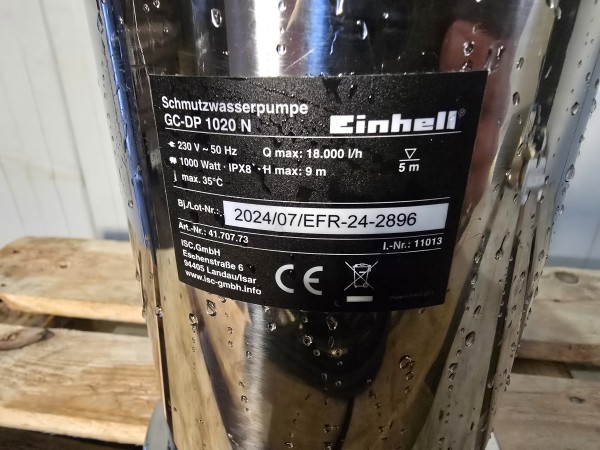 Schmutzwasserpumpe
GC-DP 1020 N
Einhell
230 V ~ 50 Hz Q max: 18.000 l/h
1000 Watt · IPX8 · H max: 9 m
5 m
max. 35°C
Bj./Lot-Nr.: 2024/07/EFR-24-2896
Art.-Nr.: 41.707.73 I.-Nr.: 11013
ISC.GmbH
Eschenstraße 6
94405 Landau/Isar
www.isc-gmbh.info
CE